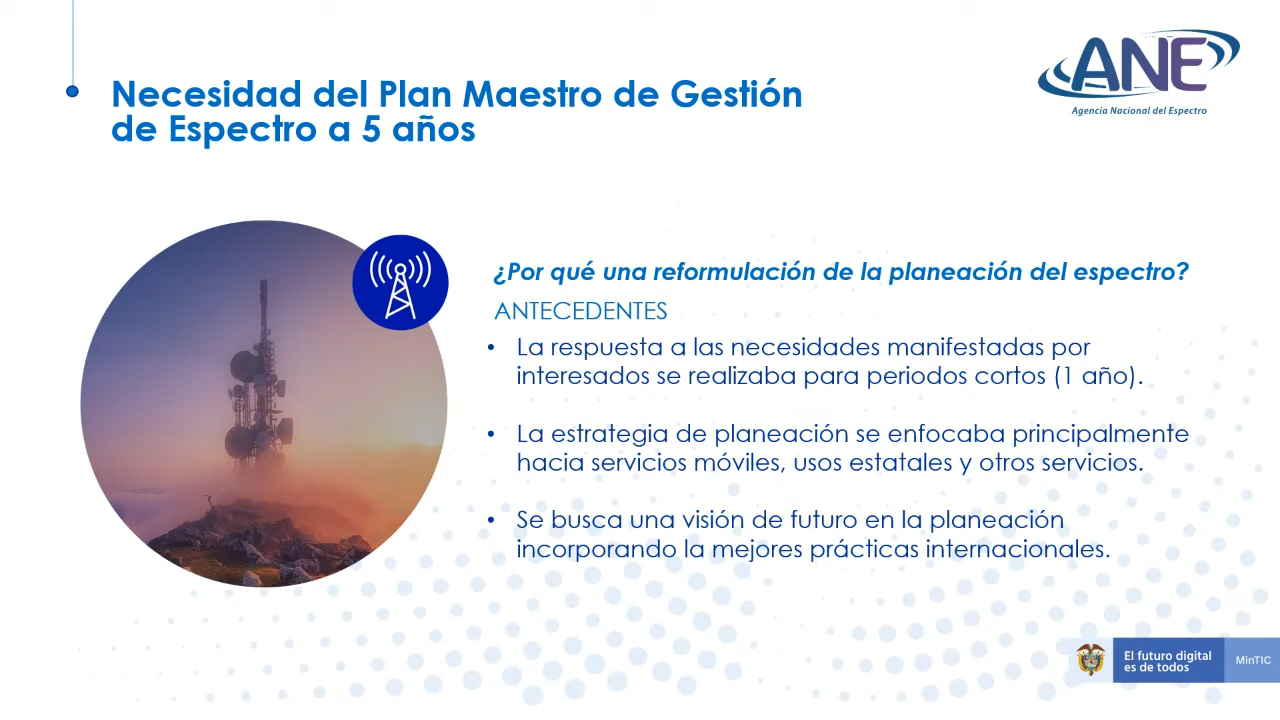 ANE
Agencia Nacional del Espectro
Necesidad del Plan Maestro de Gestión
de Espectro a 5 años
¿Por qué una reformulación de la planeación del espectro?
ANTECEDENTES
• La respuesta a las necesidades manifestadas por
interesados se realizaba para periodos cortos (1 año).
• La estrategia de planeación se enfocaba principalmente
hacia servicios móviles, usos estatales y otros servicios.
• Se busca una visión de futuro en la planeación
incorporando la mejores prácticas internacionales.
El futuro digital
es de todos
MinTIC